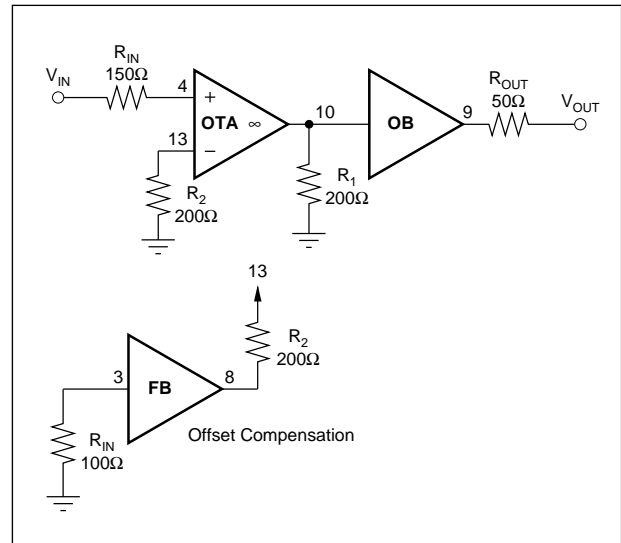 R_IN
150Ω
V_IN
4
+
OTA ∞
13
–
R_2
200Ω
10
R_1
200Ω
OB
9
R_OUT
50Ω
V_OUT
13
R_2
200Ω
3
FB
8
R_IN
100Ω
Offset Compensation